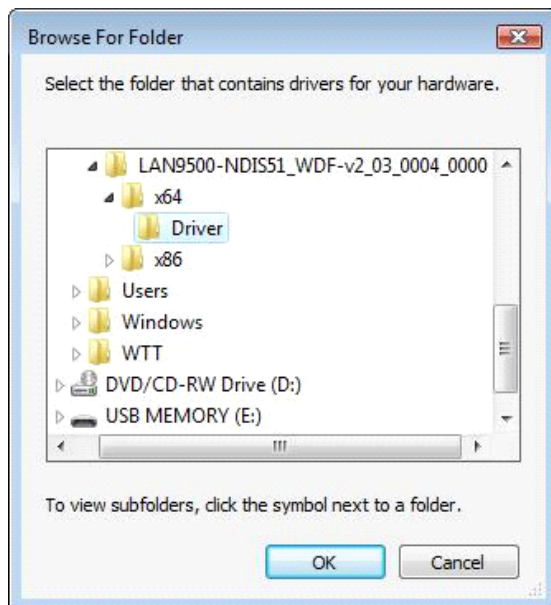 Browse For Folder
Select the folder that contains drivers for your hardware.
LAN9500-NDIS51_WDF-v2_03_0004_0000
x64
Driver
x86
Users
Windows
WTT
DVD/CD-RW Drive (D:)
USB MEMORY (E:)
To view subfolders, click the symbol next to a folder.
OK Cancel